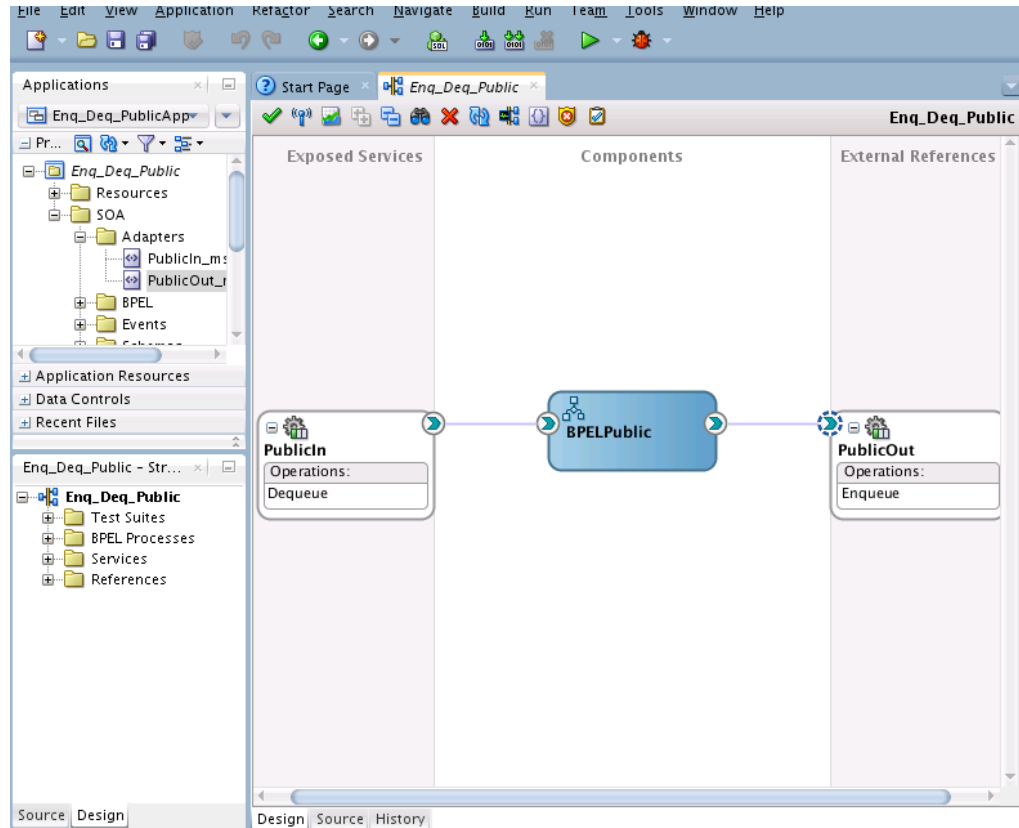 File Edit View Application Refactor Search Navigate Build Run Team Tools Window Help
Applications
Start Page
Enq_Deq_Public
Enq_Deq_PublicApp
Enq_Deq_Public
Pr...
Exposed Services
Components
External References
Enq_Deq_Public
Resources
SOA
Adapters
PublicIn_ms
PublicOut_r
BPEL
Events
Schemas
Application Resources
Data Controls
Recent Files
PublicIn
Operations:
Dequeue
BPELPublic
PublicOut
Operations:
Enqueue
Enq_Deq_Public - Str...
Enq_Deq_Public
Test Suites
BPEL Processes
Services
References
Source Design
Design Source History